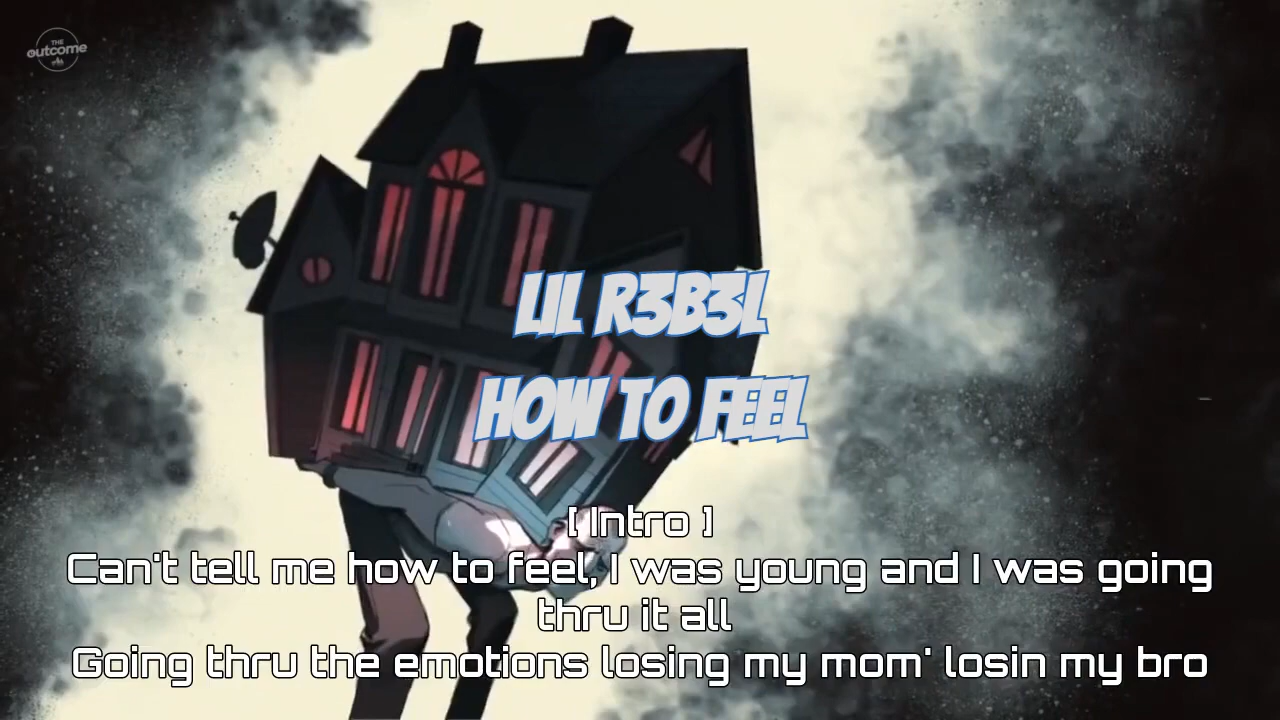 THE
outcome
LIL R3B3L
HOW TO FEEL
[ Intro ]
Can't tell me how to feel, I was young and I was going
thru it all
Going thru the emotions losing my mom' losin my bro